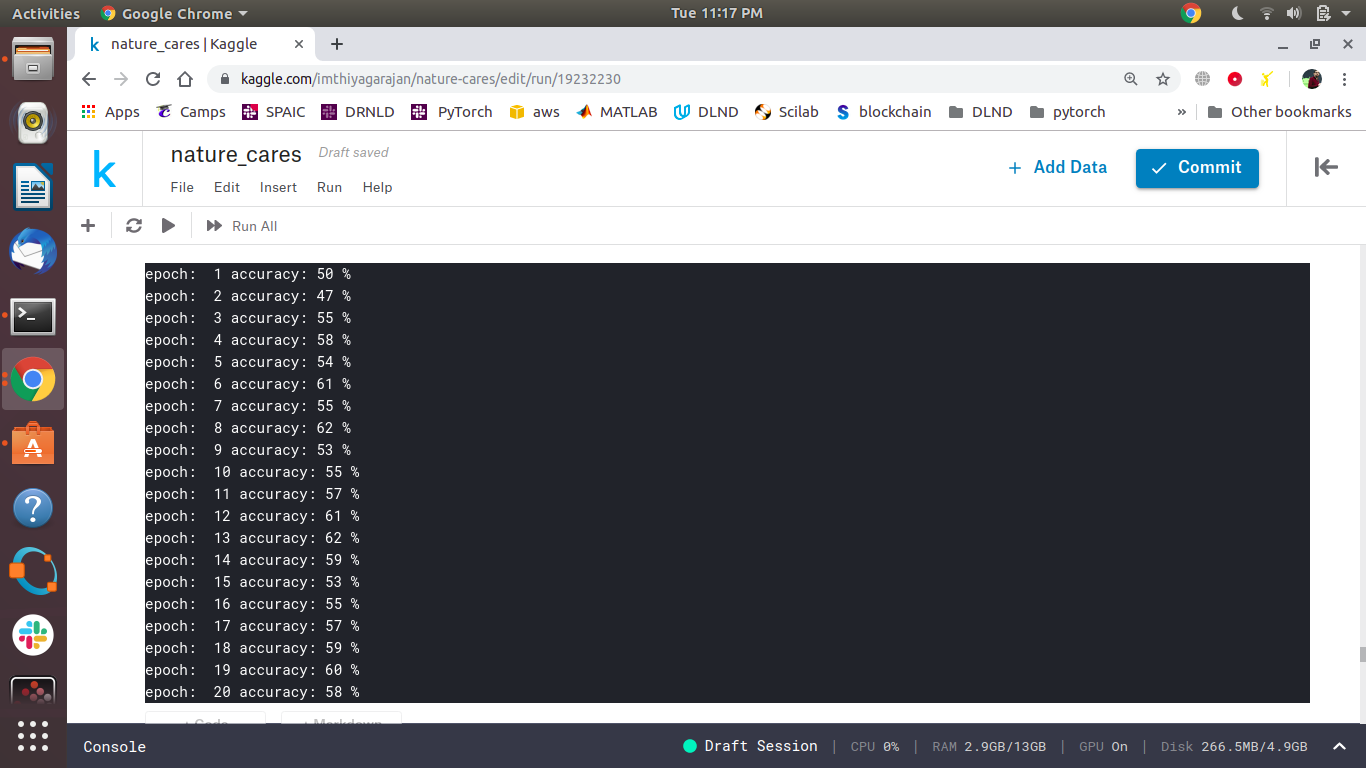 Activities
Google Chrome
Tue 11:17 PM
nature_cares | Kaggle
kaggle.com/imthiyagarajan/nature-cares/edit/run/19232230
Apps Camps SPAIC DRNLD PyTorch aws MATLAB DLND Scilab blockchain DLND pytorch » Other bookmarks
nature_cares Draft saved
File Edit Insert Run Help
+ Add Data
Commit
Run All
epoch:  1 accuracy: 50 %
epoch:  2 accuracy: 47 %
epoch:  3 accuracy: 55 %
epoch:  4 accuracy: 58 %
epoch:  5 accuracy: 54 %
epoch:  6 accuracy: 61 %
epoch:  7 accuracy: 55 %
epoch:  8 accuracy: 62 %
epoch:  9 accuracy: 53 %
epoch:  10 accuracy: 55 %
epoch:  11 accuracy: 57 %
epoch:  12 accuracy: 61 %
epoch:  13 accuracy: 62 %
epoch:  14 accuracy: 59 %
epoch:  15 accuracy: 53 %
epoch:  16 accuracy: 55 %
epoch:  17 accuracy: 57 %
epoch:  18 accuracy: 59 %
epoch:  19 accuracy: 60 %
epoch:  20 accuracy: 58 %
+ Code + Markdown
Console
Draft Session | CPU 0% | RAM 2.9GB/13GB | GPU On | Disk 266.5MB/4.9GB